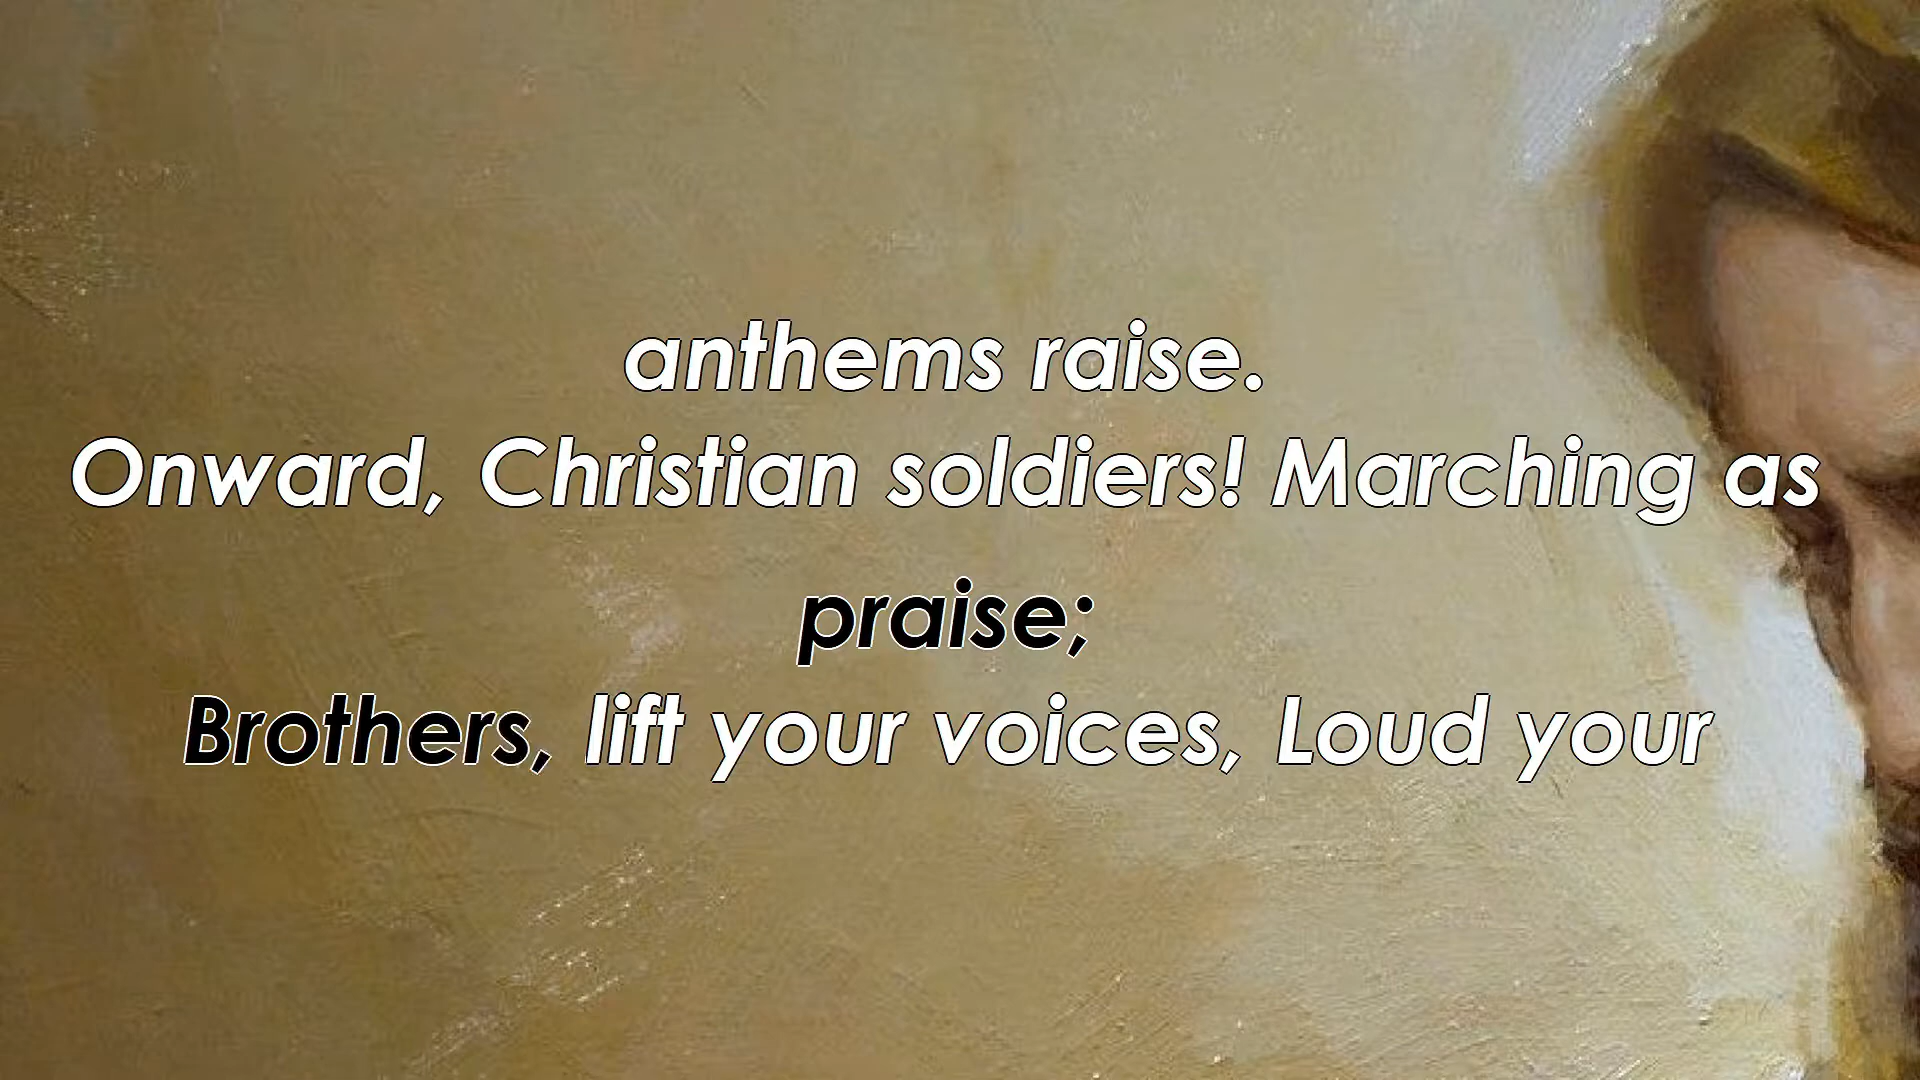 anthems raise.
Onward, Christian soldiers! Marching as
praise;
Brothers, lift your voices, Loud your